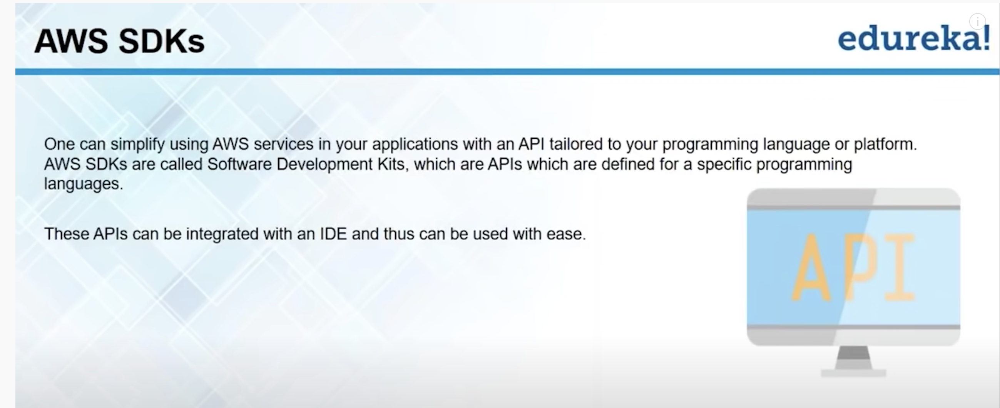 AWS SDKs
edureka!
One can simplify using AWS services in your applications with an API tailored to your programming language or platform.
AWS SDKs are called Software Development Kits, which are APIs which are defined for a specific programming
languages.
These APIs can be integrated with an IDE and thus can be used with ease.
API